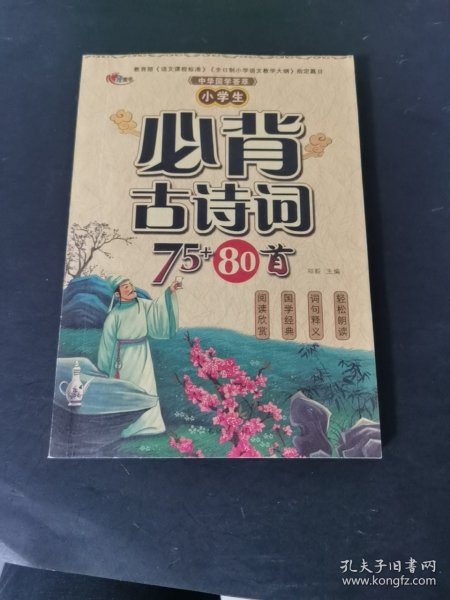 教育部《语文课程标准》《全日制小学语文教学大纲》指定篇目
中华国学荟萃
小学生
必背
古诗词
75+80首
主编
阅读欣赏
国学经典
词句释义
轻松朗读
孔夫子旧书网
www.kongfz.com